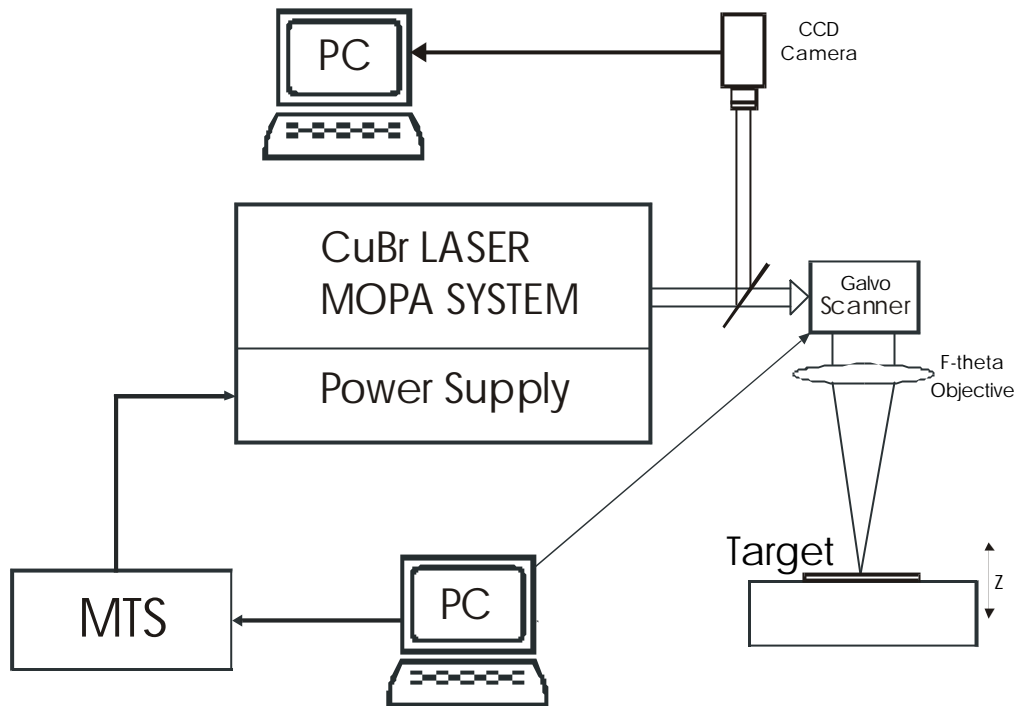 PC
CCD
Camera
CuBr LASER
MOPA SYSTEM
Power Supply
Galvo
Scanner
F-theta
Objective
Target
Z
MTS
PC